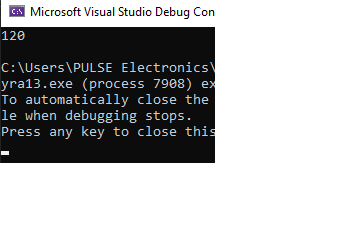 Microsoft Visual Studio Debug Con
120
C:\Users\PULSE Electronics\
yra13.exe (process 7908) ex
To automatically close the
le when debugging stops.
Press any key to close this